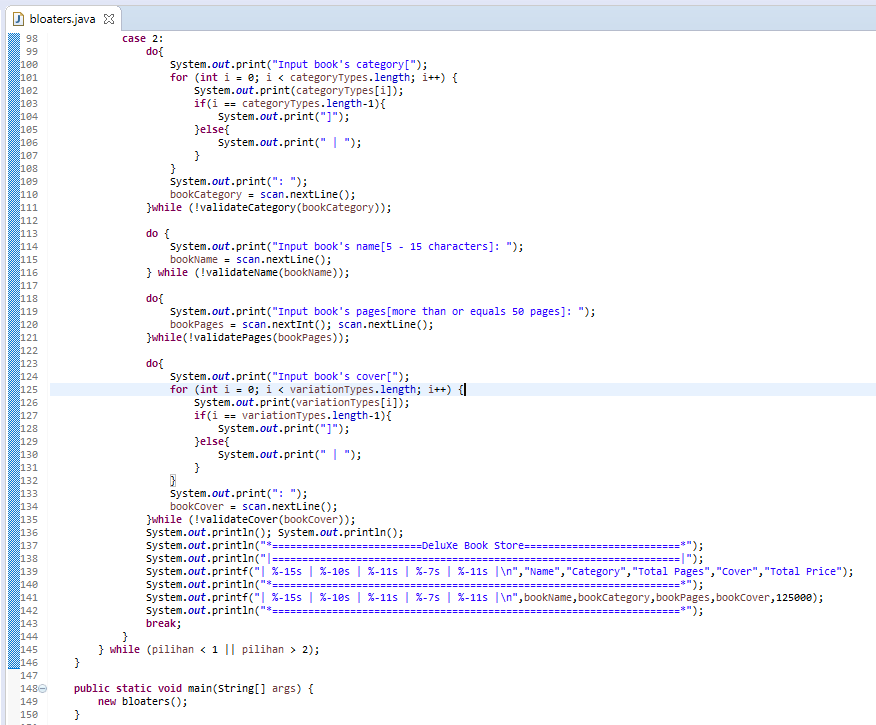 bloaters.java
98 case 2:
99 do{
100 System.out.print("Input book's category[");
101 for (int i = 0; i < categoryTypes.length; i++) {
102 System.out.print(categoryTypes[i]);
103 if(i == categoryTypes.length-1){
104 System.out.print("]");
105 }else{
106 System.out.print(" | ");
107 }
108 }
109 System.out.print(": ");
110 bookCategory = scan.nextLine();
111 }while (!validateCategory(bookCategory));
112
113 do {
114 System.out.print("Input book's name[5 - 15 characters]: ");
115 bookName = scan.nextLine();
116 } while (!validateName(bookName));
117
118 do{
119 System.out.print("Input book's pages[more than or equals 50 pages]: ");
120 bookPages = scan.nextInt(); scan.nextLine();
121 }while(!validatePages(bookPages));
122
123 do{
124 System.out.print("Input book's cover[");
125 for (int i = 0; i < variationTypes.length; i++) {
126 System.out.print(variationTypes[i]);
127 if(i == variationTypes.length-1){
128 System.out.print("]");
129 }else{
130 System.out.print(" | ");
131 }
132 }
133 System.out.print(": ");
134 bookCover = scan.nextLine();
135 }while (!validateCover(bookCover));
136 System.out.println(); System.out.println();
137 System.out.println("*=========================DeluXe Book Store==========================*");
138 System.out.println("|====================================================================|");
139 System.out.printf("| %-15s | %-10s | %-11s | %-7s | %-11s |\n","Name","Category","Total Pages","Cover","Total Price");
140 System.out.println("*====================================================================*");
141 System.out.printf("| %-15s | %-10s | %-11s | %-7s | %-11s |\n",bookName,bookCategory,bookPages,bookCover,125000);
142 System.out.println("*====================================================================*");
143 break;
144 }
145 } while (pilihan < 1 || pilihan > 2);
146 }
147
148 public static void main(String[] args) {
149 new bloaters();
150 }